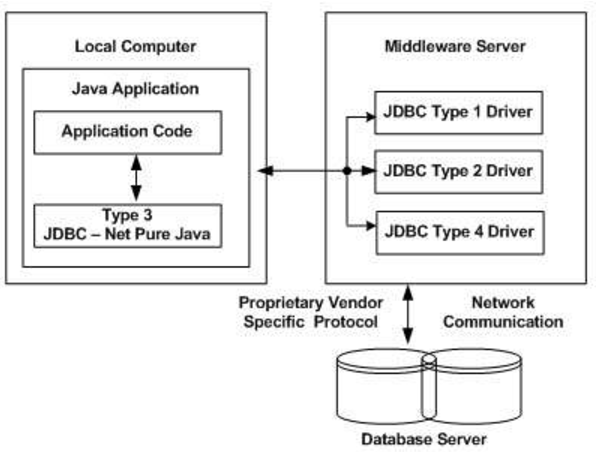 Local Computer
Java Application
Application Code
Type 3
JDBC – Net Pure Java
Middleware Server
JDBC Type 1 Driver
JDBC Type 2 Driver
JDBC Type 4 Driver
Proprietary Vendor
Specific Protocol
Network
Communication
Database Server